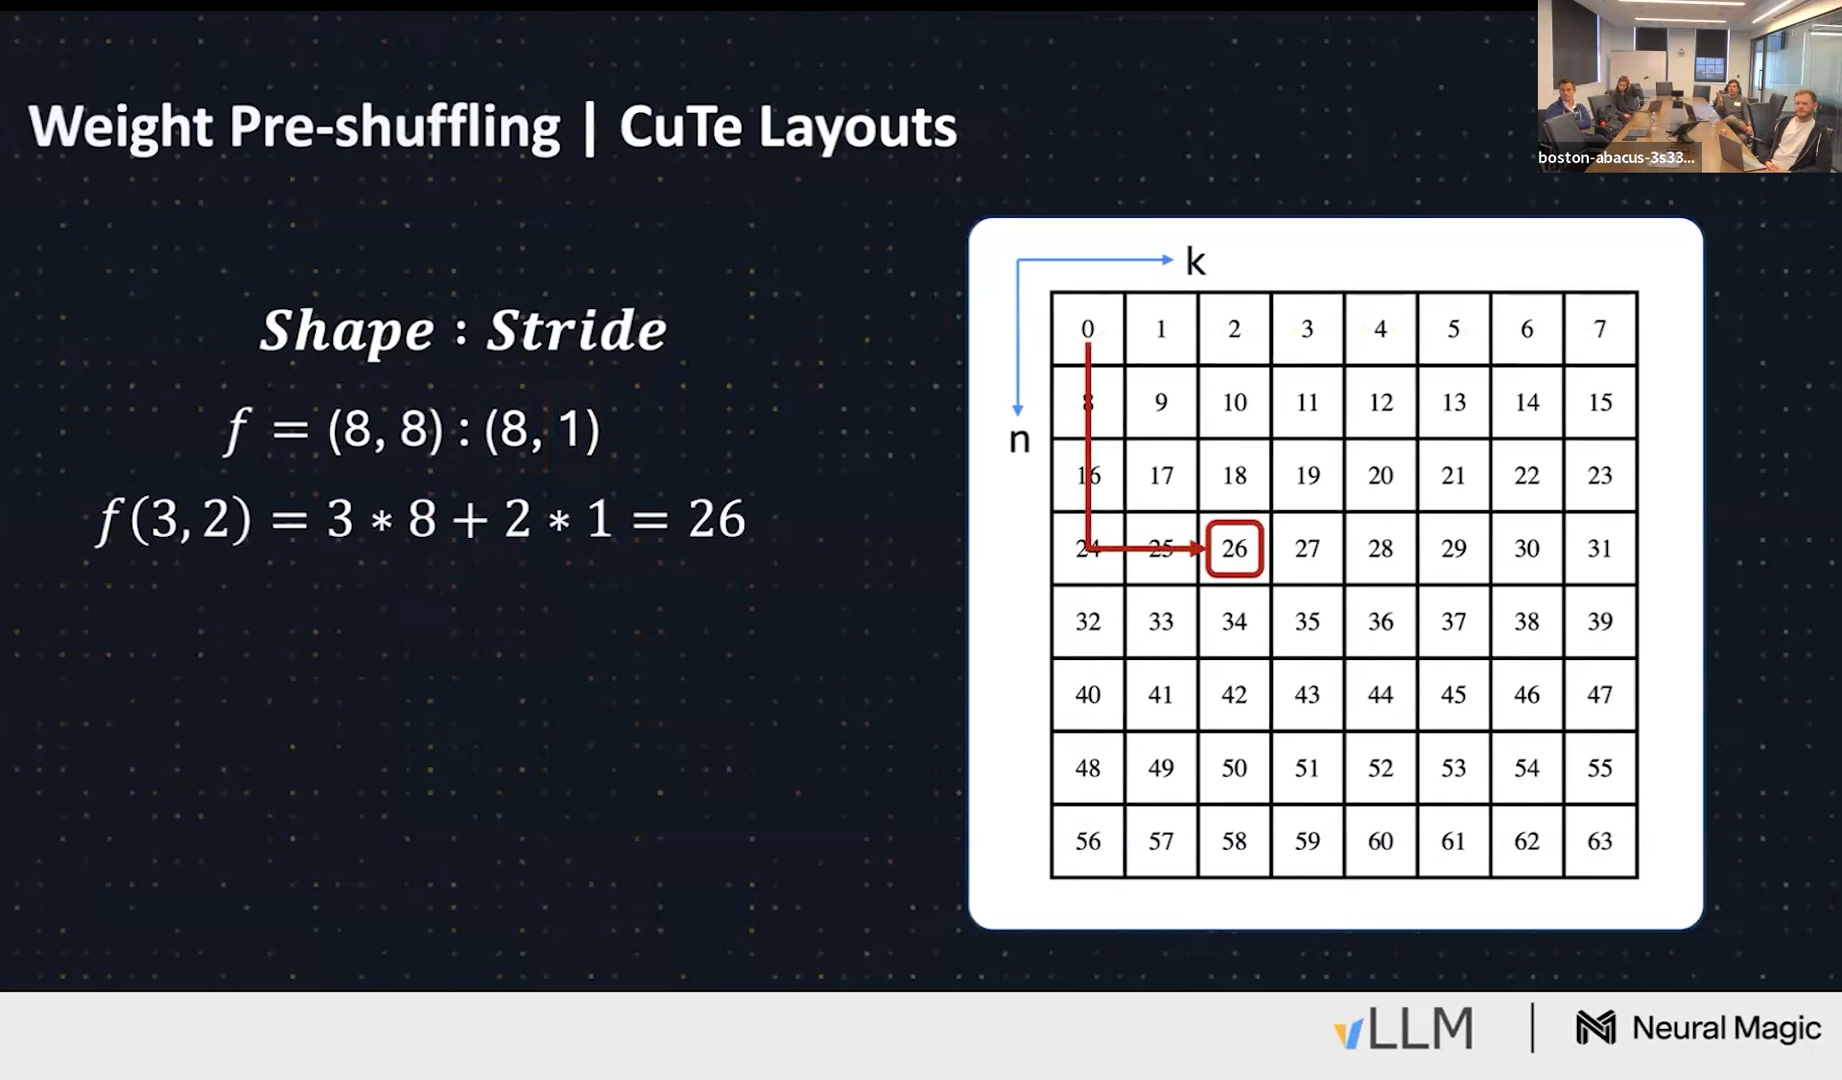 Weight Pre-shuffling | CuTe Layouts
boston-abacus-3s33...
Shape : Stride
f = (8, 8) : (8, 1)
f(3, 2) = 3 * 8 + 2 * 1 = 26
k
n
0 1 2 3 4 5 6 7
8 9 10 11 12 13 14 15
16 17 18 19 20 21 22 23
24 25 26 27 28 29 30 31
32 33 34 35 36 37 38 39
40 41 42 43 44 45 46 47
48 49 50 51 52 53 54 55
56 57 58 59 60 61 62 63
vLLM | Neural Magic